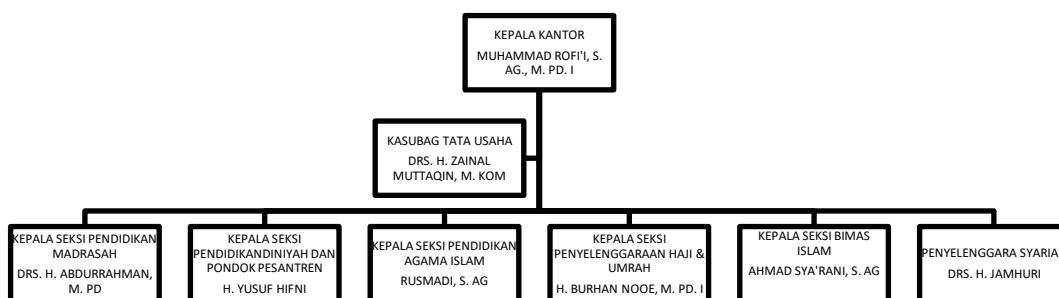 KEPALA KANTOR
MUHAMMAD ROFI'I, S.
AG., M. PD. I
KASUBAG TATA USAHA
DRS. H. ZAINAL
MUTTAQIN, M. KOM
KEPALA SEKSI PENDIDIKAN
MADRASAH
DRS. H. ABDURRAHMAN,
M. PD
KEPALA SEKSI
PENDIDIKANDINIYAH DAN
PONDOK PESANTREN
H. YUSUF HIFNI
KEPALA SEKSI PENDIDIKAN
AGAMA ISLAM
RUSMADI, S. AG
KEPALA SEKSI
PENYELENGGARAAN HAJI &
UMRAH
H. BURHAN NOOE, M. PD. I
KEPALA SEKSI BIMAS
ISLAM
AHMAD SYA'RANI, S. AG
PENYELENGGARA SYARIA
DRS. H. JAMHURI